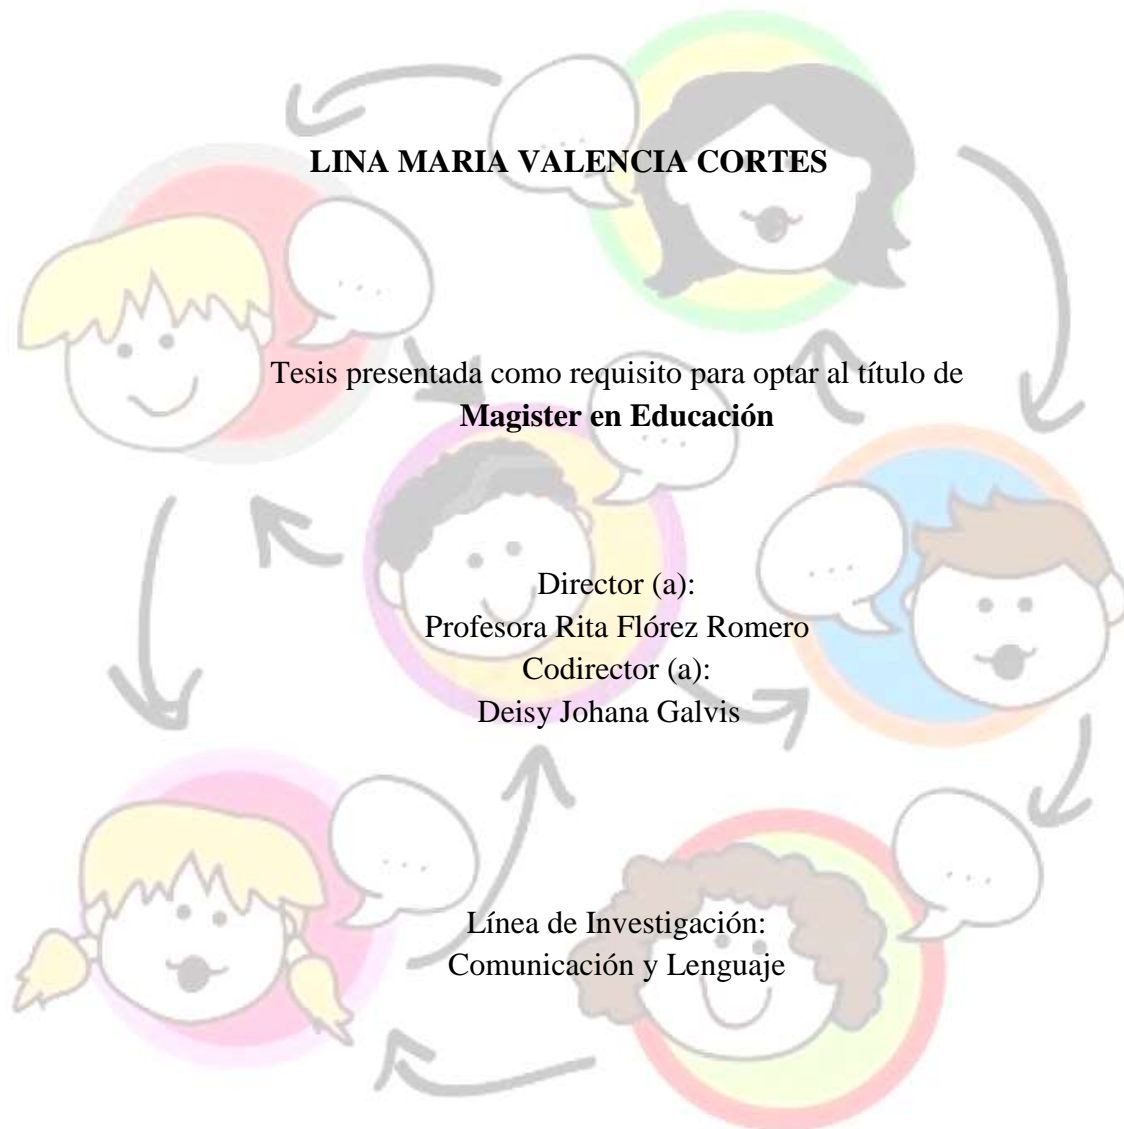 LINA MARIA VALENCIA CORTES
Tesis presentada como requisito para optar al título de
Magister en Educación
Director (a):
Profesora Rita Flórez Romero
Codirector (a):
Deisy Johana Galvis
Línea de Investigación:
Comunicación y Lenguaje